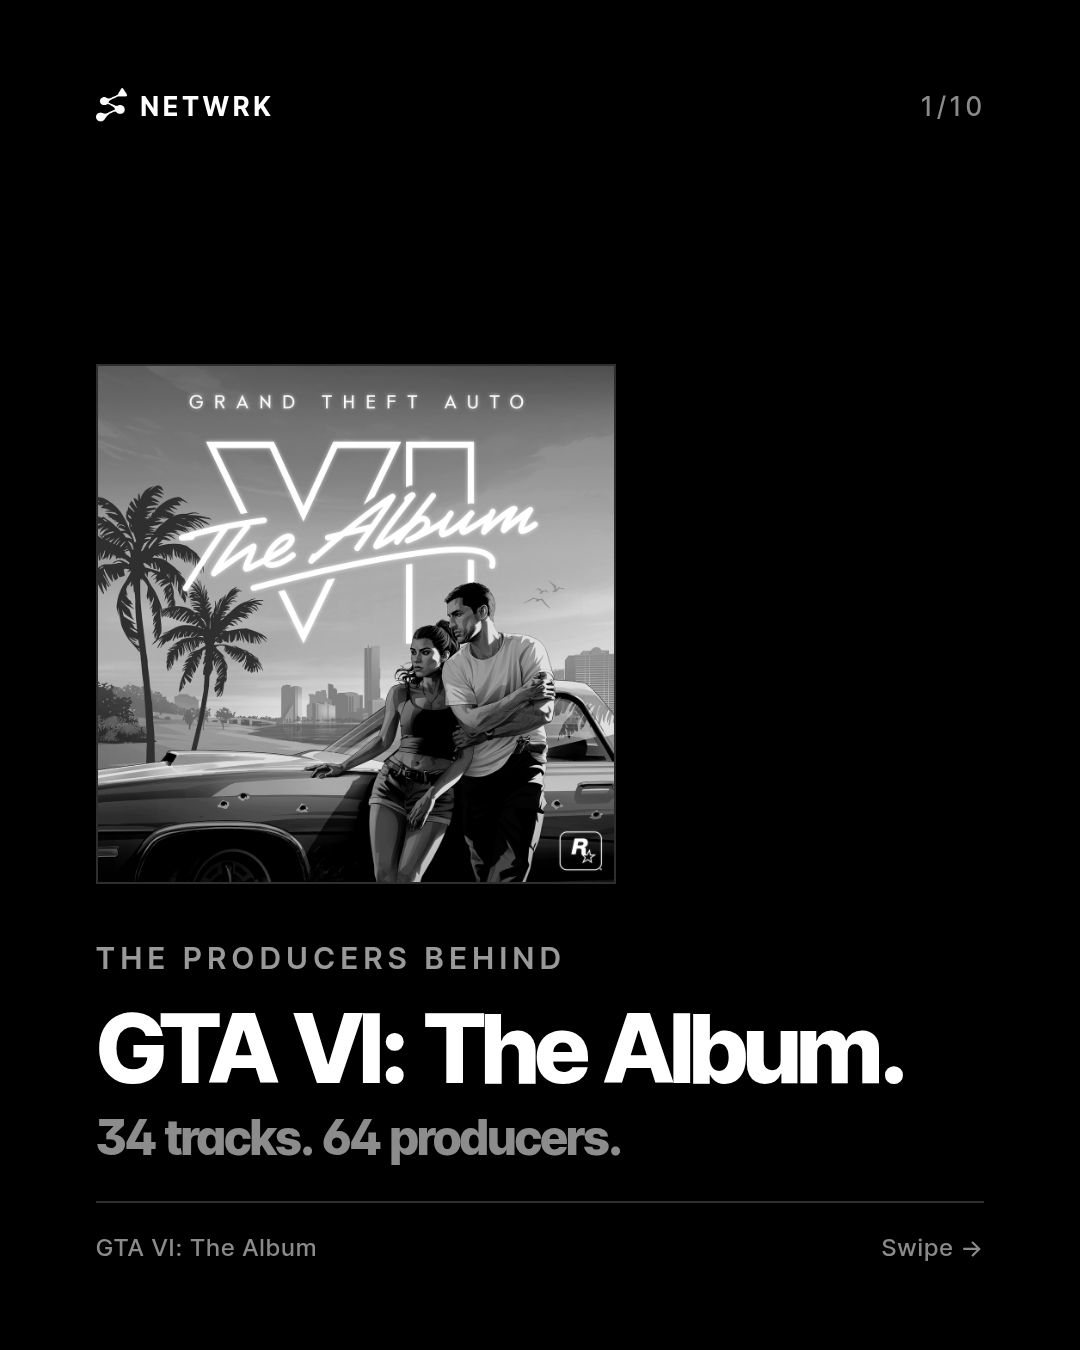 NETWRK
1/10
GRAND THEFT AUTO
VI
The Album
R
THE PRODUCERS BEHIND
GTA VI: The Album.
34 tracks. 64 producers.
GTA VI: The Album
Swipe →